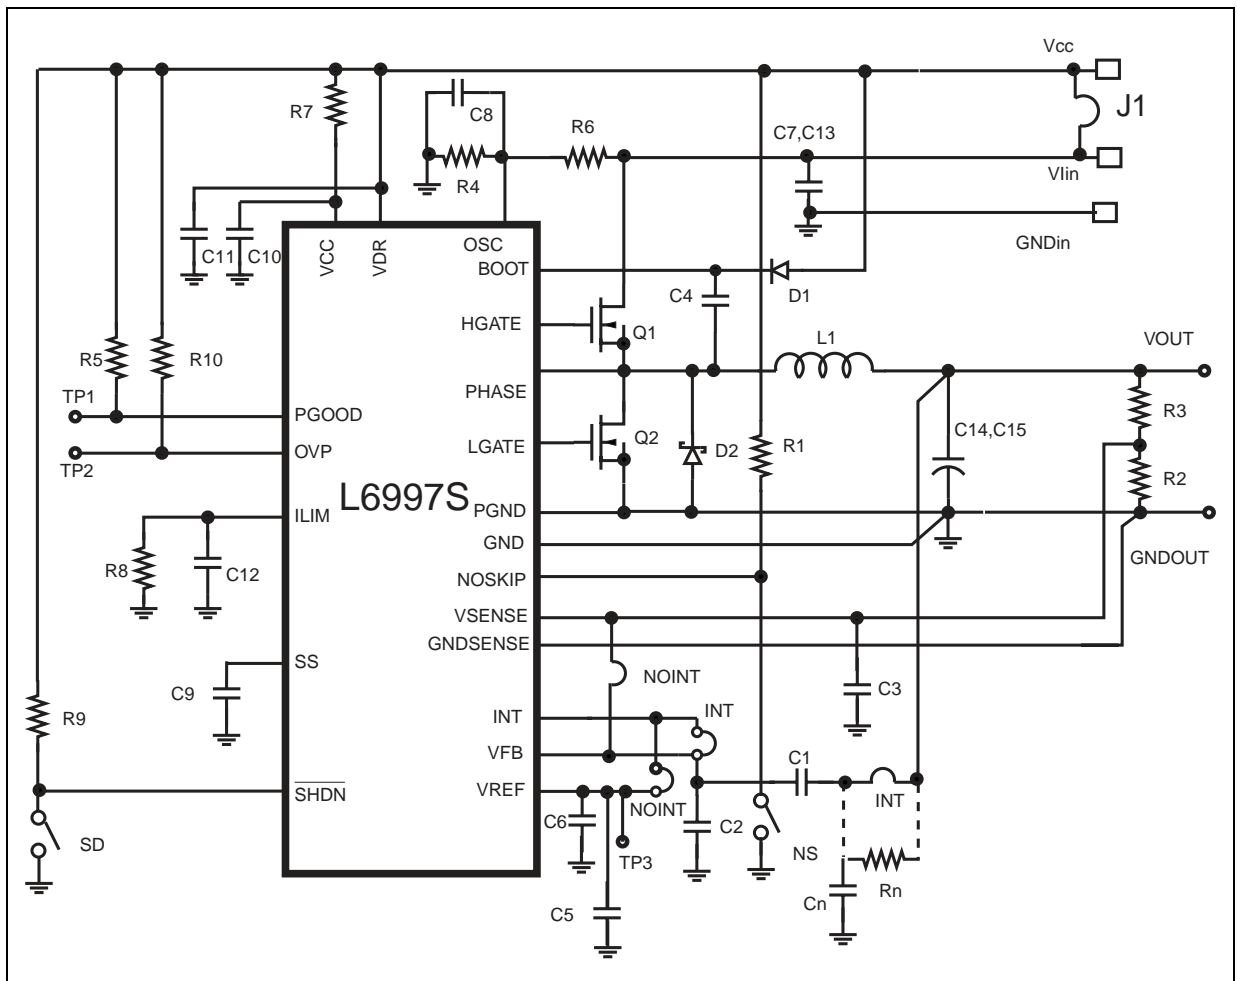 Vcc
J1
R7
C8
R6
C7,C13
VIin
R4
GNDin
C11
C10
VCC
VDR
OSC
BOOT
C4
D1
HGATE
Q1
L1
VOUT
R5
R10
PHASE
TP1
PGOOD
R3
C14,C15
LGATE
Q2
D2
R1
TP2
OVP
R2
L6997S
ILIM
PGND
GND
GNDOUT
R8
C12
NOSKIP
VSENSE
GNDSENSE
SS
C9
NOINT
C3
R9
INT
INT
VFB
C1
SHDN
VREF
NOINT
INT
C6
C2
SD
TP3
NS
Rn
Cn
C5